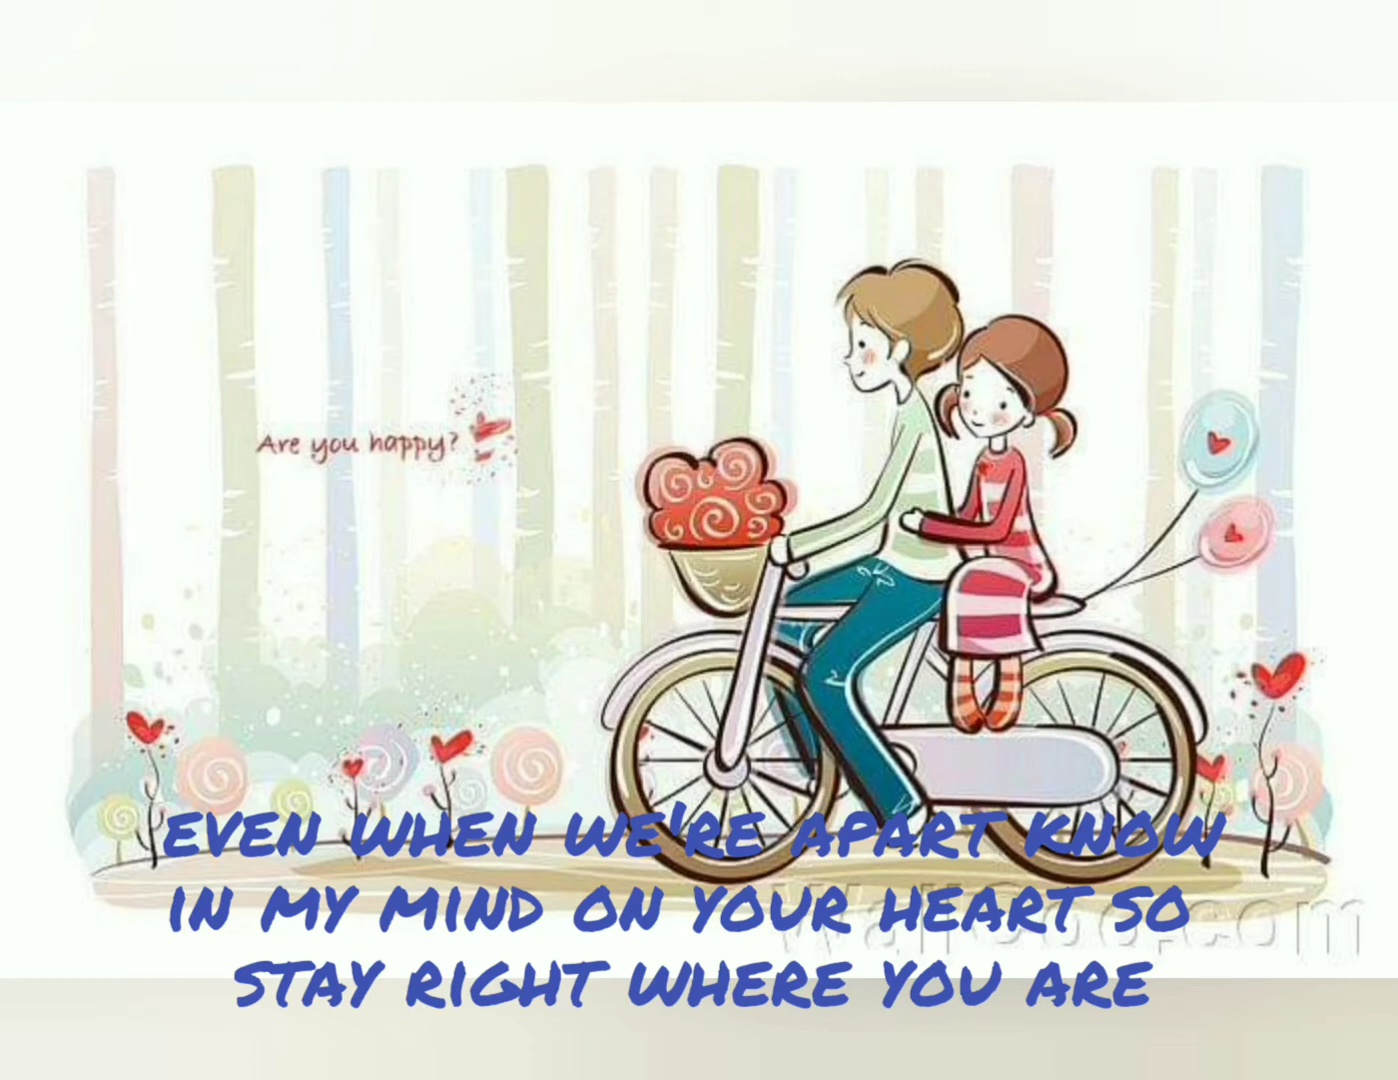 Are you happy?
EVEN WHEN WE'RE APART KNOW
IN MY MIND ON YOUR HEART SO
STAY RIGHT WHERE YOU ARE